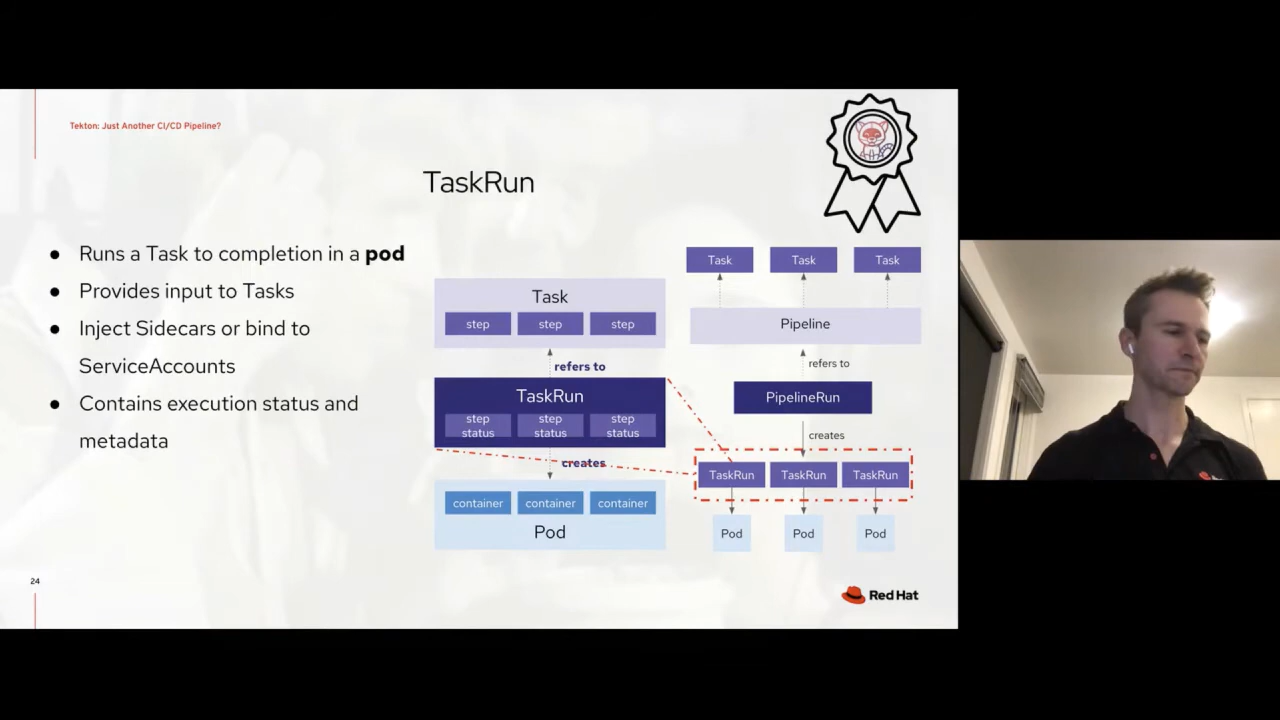 Tekton: Just Another CI/CD Pipeline?
TaskRun
● Runs a Task to completion in a pod
● Provides input to Tasks
● Inject Sidecars or bind to
ServiceAccounts
● Contains execution status and
metadata
Task
step step step
refers to
TaskRun
step status step status step status
creates
container container container
Pod
Task Task Task
Pipeline
refers to
PipelineRun
creates
TaskRun TaskRun TaskRun
Pod Pod Pod
24
Red Hat